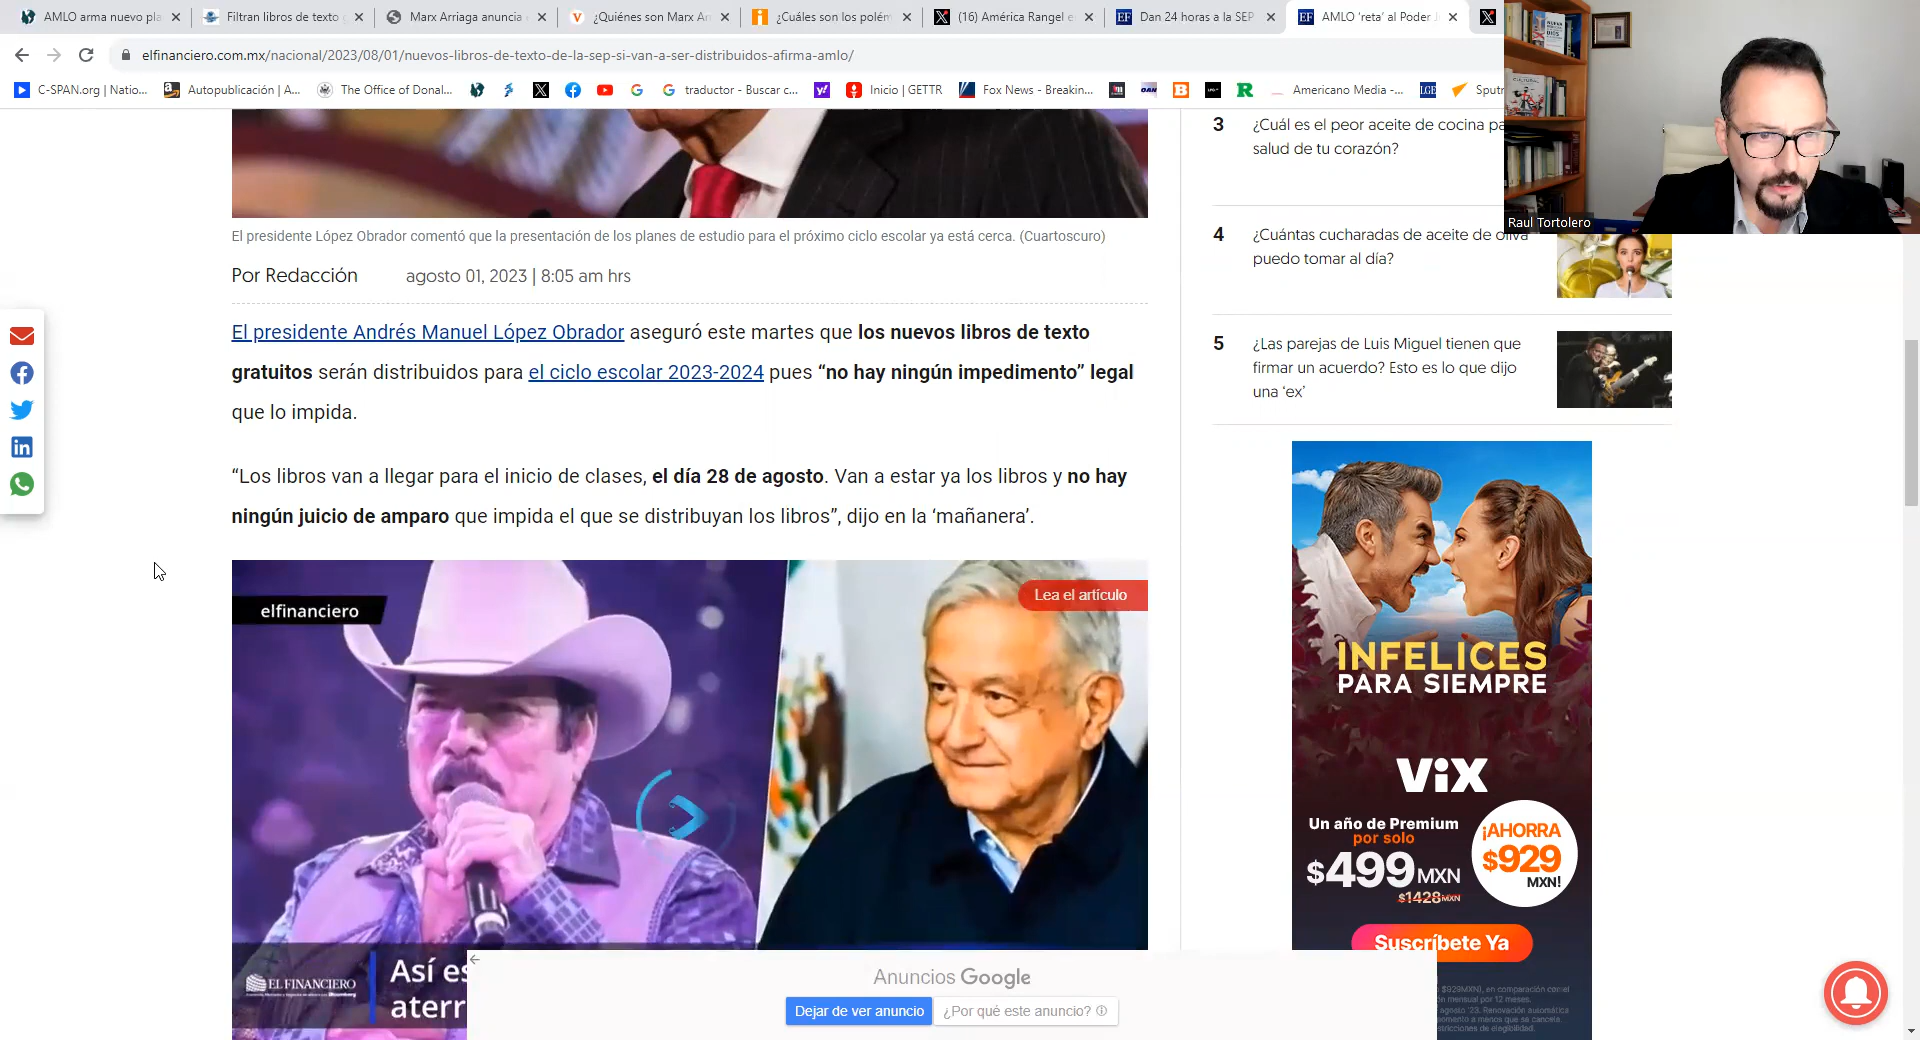 AMLO arma nuevo pla
Filtran libros de texto g
Marx Arriaga anuncia
¿Quiénes son Marx Ar
¿Cuáles son los polém
(16) América Rangel e
Dan 24 horas a la SEP
AMLO ‘reta’ al Poder J
elfinanciero.com.mx/nacional/2023/08/01/nuevos-libros-de-texto-de-la-sep-si-van-a-ser-distribuidos-afirma-amlo/
C-SPAN.org | Natio...
Autopublicación | A...
The Office of Donal...
traductor - Buscar c...
Inicio | GETTR
Fox News - Breakin...
Americano Media -...
LGE
Sputr
Raul Tortolero
El presidente López Obrador comentó que la presentación de los planes de estudio para el próximo ciclo escolar ya está cerca. (Cuartoscuro)
Por Redacción
agosto 01, 2023 | 8:05 am hrs
El presidente Andrés Manuel López Obrador aseguró este martes que los nuevos libros de texto
gratuitos serán distribuidos para el ciclo escolar 2023-2024 pues “no hay ningún impedimento” legal
que lo impida.
“Los libros van a llegar para el inicio de clases, el día 28 de agosto. Van a estar ya los libros y no hay
ningún juicio de amparo que impida el que se distribuyan los libros”, dijo en la ‘mañanera’.
elfinanciero
Lea el artículo
EL FINANCIERO
Así es
aterr
3
¿Cuál es el peor aceite de cocina pa
salud de tu corazón?
4
¿Cuántas cucharadas de aceite de oliva
puedo tomar al día?
5
¿Las parejas de Luis Miguel tienen que
firmar un acuerdo? Esto es lo que dijo
una ‘ex’
INFELICES
PARA SIEMPRE
ViX
Un año de Premium
por solo
$499MXN
$1428MXN
¡AHORRA
$929
MXN!
Suscríbete Ya
$929MXN), en comparación con el
mensual por 12 meses.
agosto '23. Renovación automática
momento a menos que se cancele
stricciones de elegibilidad.
Anuncios Google
Dejar de ver anuncio
¿Por qué este anuncio?